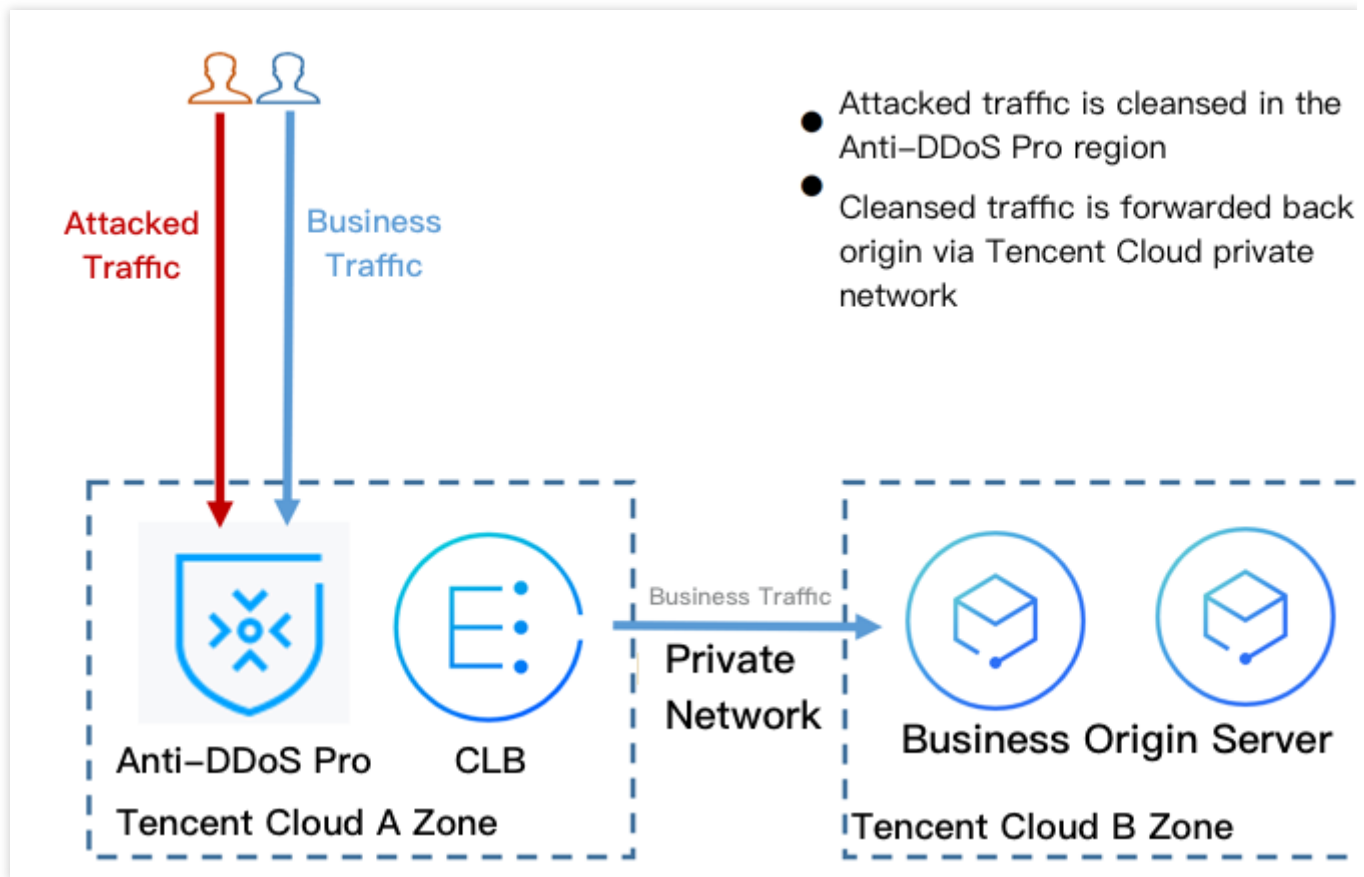 Attacked traffic is cleansed in the
Anti-DDoS Pro region
Cleansed traffic is forwarded back
origin via Tencent Cloud private
network
Attacked
Traffic
Business
Traffic
Business Traffic
Private
Network
Anti-DDoS Pro
CLB
Tencent Cloud A Zone
Business Origin Server
Tencent Cloud B Zone